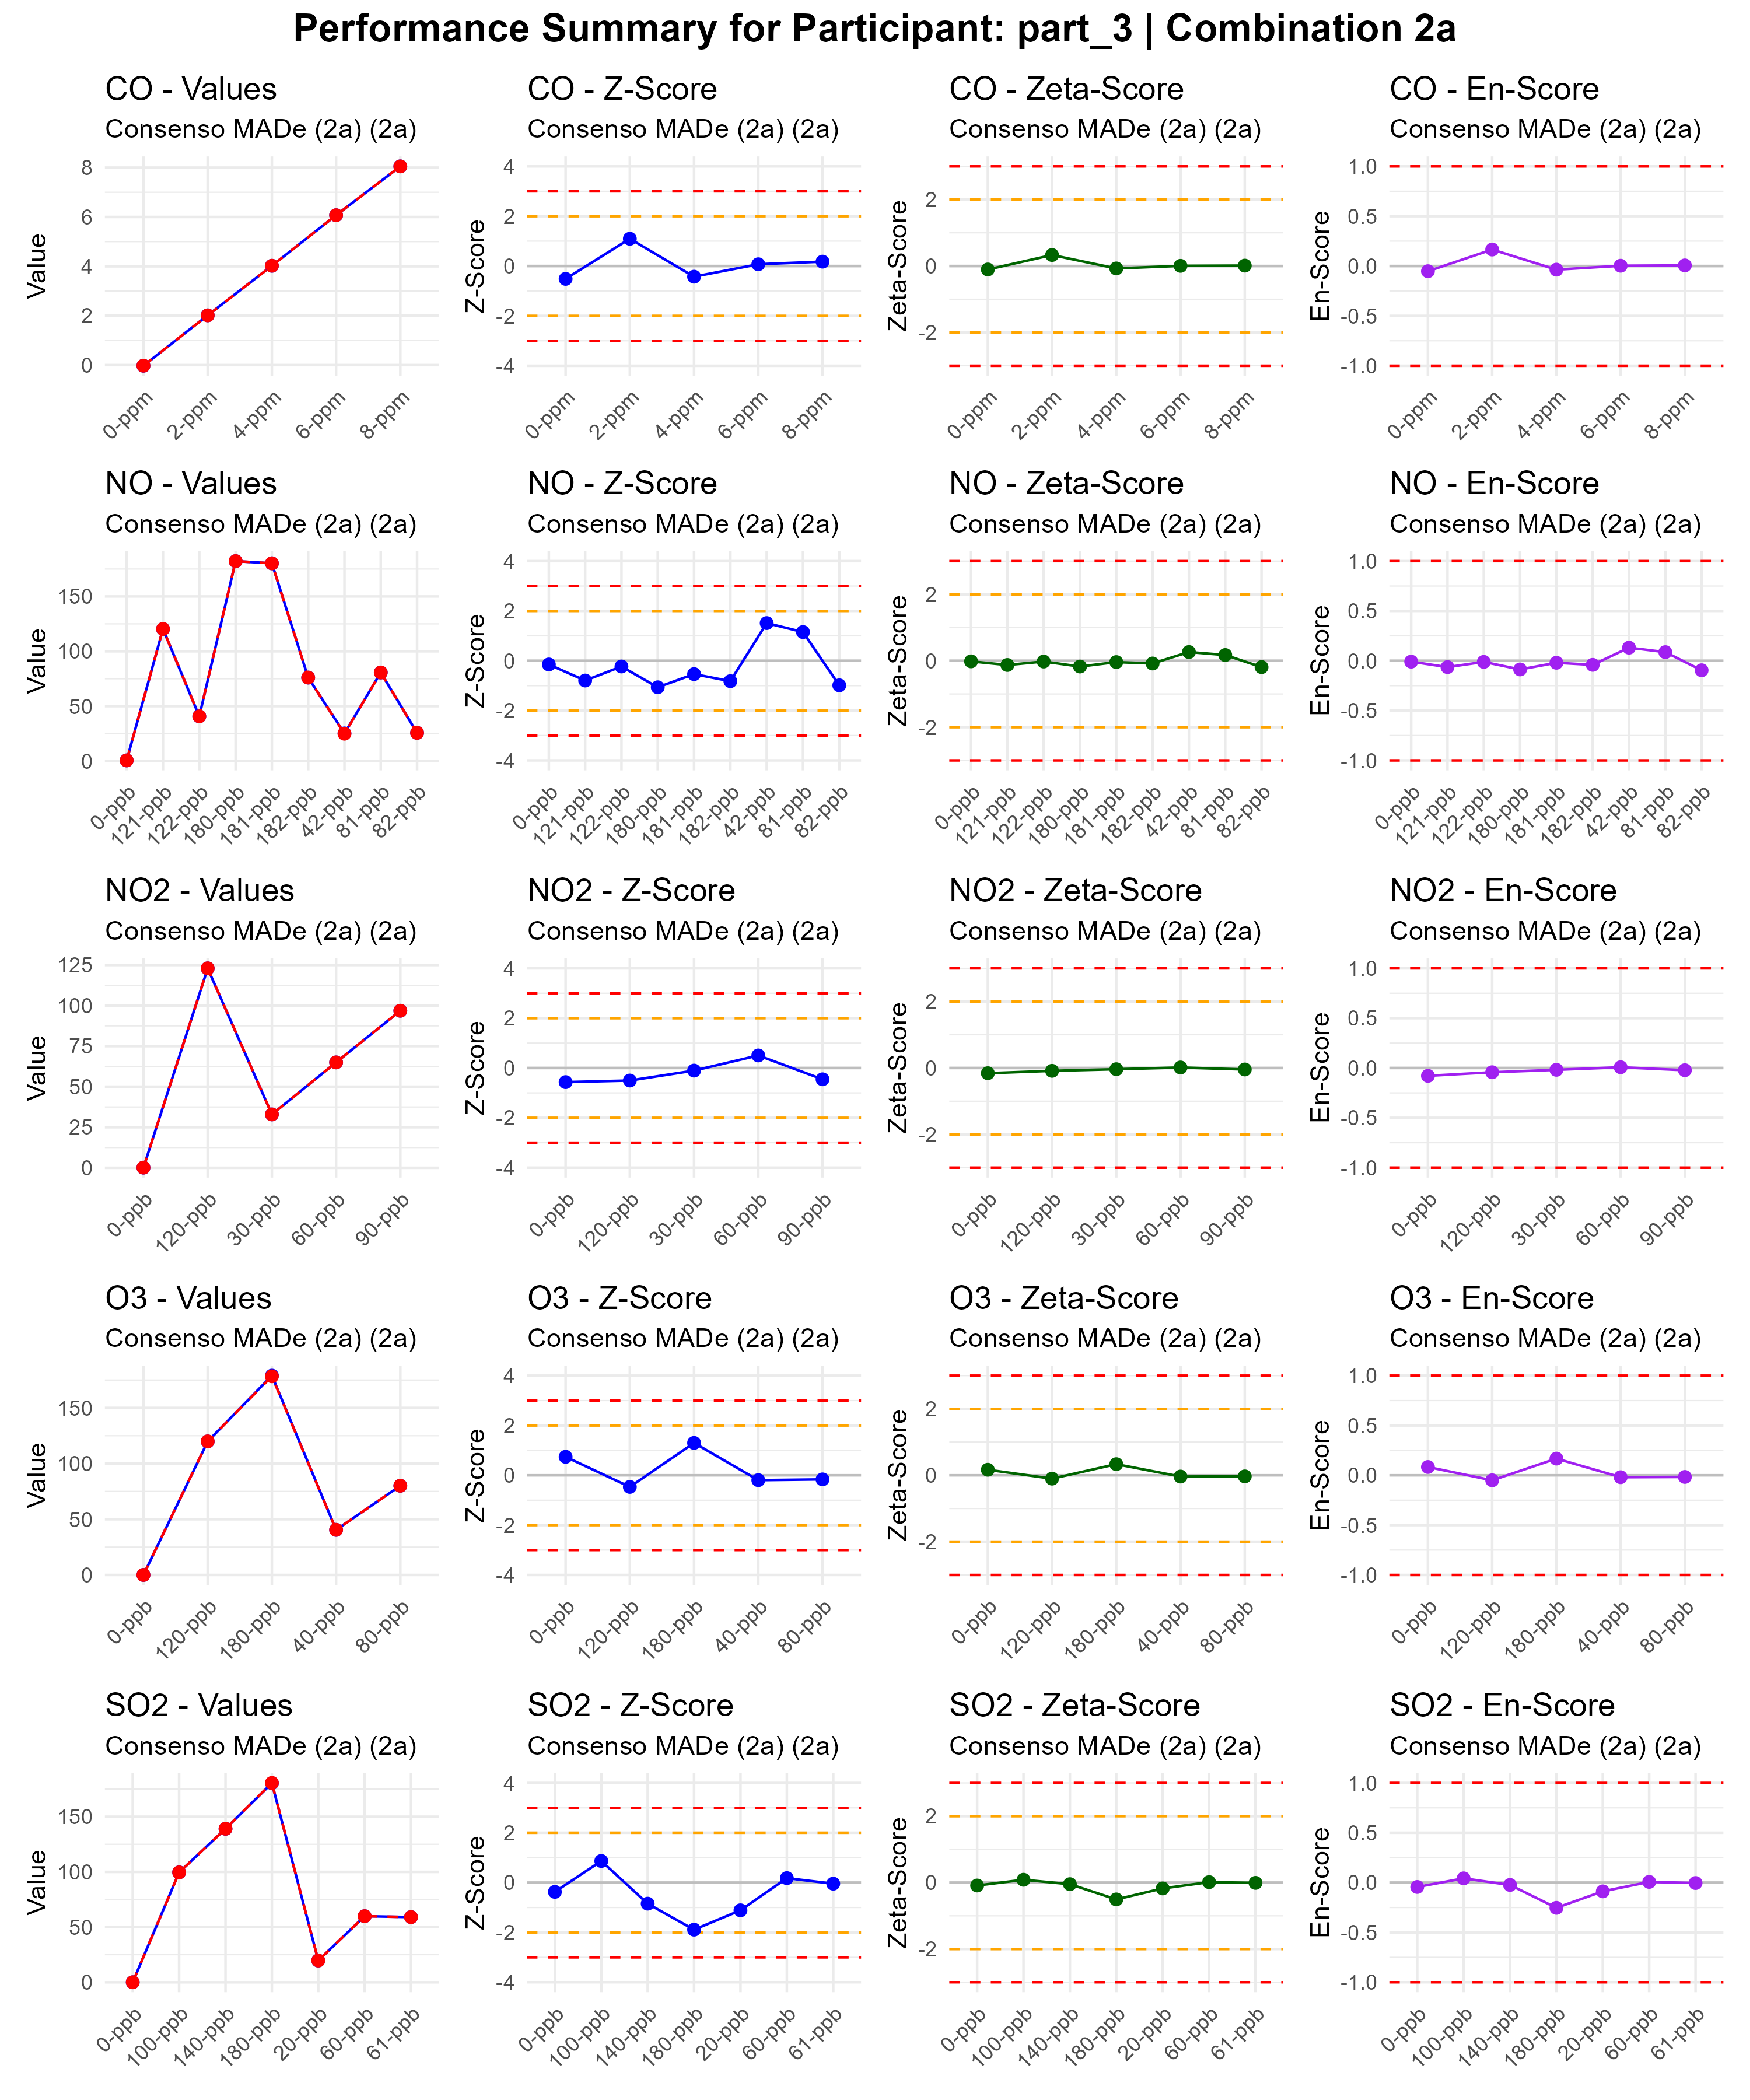 Performance Summary for Participant: part_3 | Combination 2a
CO - Values
Consenso MADe (2a) (2a)
Value
8
6
4
2
0
0-ppm
2-ppm
4-ppm
6-ppm
8-ppm
CO - Z-Score
Consenso MADe (2a) (2a)
Z-Score
4
2
0
-2
-4
0-ppm
2-ppm
4-ppm
6-ppm
8-ppm
CO - Zeta-Score
Consenso MADe (2a) (2a)
Zeta-Score
2
0
-2
0-ppm
2-ppm
4-ppm
6-ppm
8-ppm
CO - En-Score
Consenso MADe (2a) (2a)
En-Score
1.0
0.5
0.0
-0.5
-1.0
0-ppm
2-ppm
4-ppm
6-ppm
8-ppm
NO - Values
Consenso MADe (2a) (2a)
Value
150
100
50
0
0-ppb
121-ppb
122-ppb
180-ppb
181-ppb
182-ppb
42-ppb
81-ppb
82-ppb
NO - Z-Score
Consenso MADe (2a) (2a)
Z-Score
4
2
0
-2
-4
0-ppb
121-ppb
122-ppb
180-ppb
181-ppb
182-ppb
42-ppb
81-ppb
82-ppb
NO - Zeta-Score
Consenso MADe (2a) (2a)
Zeta-Score
2
0
-2
0-ppb
121-ppb
122-ppb
180-ppb
181-ppb
182-ppb
42-ppb
81-ppb
82-ppb
NO - En-Score
Consenso MADe (2a) (2a)
En-Score
1.0
0.5
0.0
-0.5
-1.0
0-ppb
121-ppb
122-ppb
180-ppb
181-ppb
182-ppb
42-ppb
81-ppb
82-ppb
NO2 - Values
Consenso MADe (2a) (2a)
Value
125
100
75
50
25
0
0-ppb
120-ppb
30-ppb
60-ppb
90-ppb
NO2 - Z-Score
Consenso MADe (2a) (2a)
Z-Score
4
2
0
-2
-4
0-ppb
120-ppb
30-ppb
60-ppb
90-ppb
NO2 - Zeta-Score
Consenso MADe (2a) (2a)
Zeta-Score
2
0
-2
0-ppb
120-ppb
30-ppb
60-ppb
90-ppb
NO2 - En-Score
Consenso MADe (2a) (2a)
En-Score
1.0
0.5
0.0
-0.5
-1.0
0-ppb
120-ppb
30-ppb
60-ppb
90-ppb
O3 - Values
Consenso MADe (2a) (2a)
Value
150
100
50
0
0-ppb
120-ppb
180-ppb
40-ppb
80-ppb
O3 - Z-Score
Consenso MADe (2a) (2a)
Z-Score
4
2
0
-2
-4
0-ppb
120-ppb
180-ppb
40-ppb
80-ppb
O3 - Zeta-Score
Consenso MADe (2a) (2a)
Zeta-Score
2
0
-2
0-ppb
120-ppb
180-ppb
40-ppb
80-ppb
O3 - En-Score
Consenso MADe (2a) (2a)
En-Score
1.0
0.5
0.0
-0.5
-1.0
0-ppb
120-ppb
180-ppb
40-ppb
80-ppb
SO2 - Values
Consenso MADe (2a) (2a)
Value
150
100
50
0
0-ppb
100-ppb
140-ppb
180-ppb
20-ppb
60-ppb
61-ppb
SO2 - Z-Score
Consenso MADe (2a) (2a)
Z-Score
4
2
0
-2
-4
0-ppb
100-ppb
140-ppb
180-ppb
20-ppb
60-ppb
61-ppb
SO2 - Zeta-Score
Consenso MADe (2a) (2a)
Zeta-Score
2
0
-2
0-ppb
100-ppb
140-ppb
180-ppb
20-ppb
60-ppb
61-ppb
SO2 - En-Score
Consenso MADe (2a) (2a)
En-Score
1.0
0.5
0.0
-0.5
-1.0
0-ppb
100-ppb
140-ppb
180-ppb
20-ppb
60-ppb
61-ppb